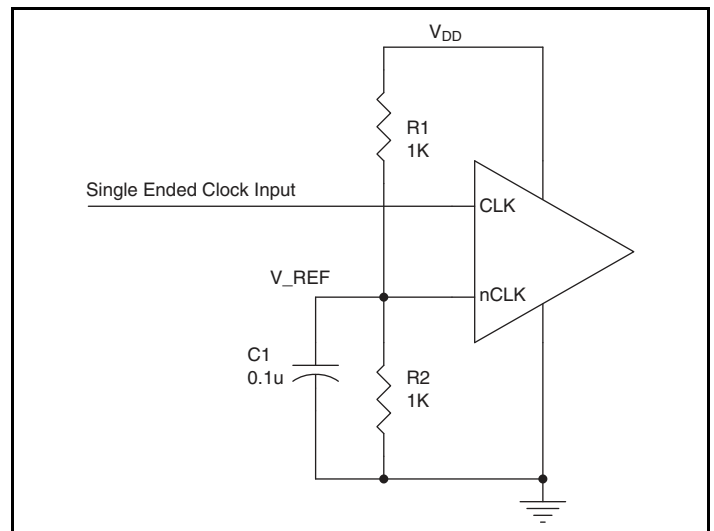 VDD
R1
1K
Single Ended Clock Input
CLK
V_REF
nCLK
C1
0.1u
R2
1K